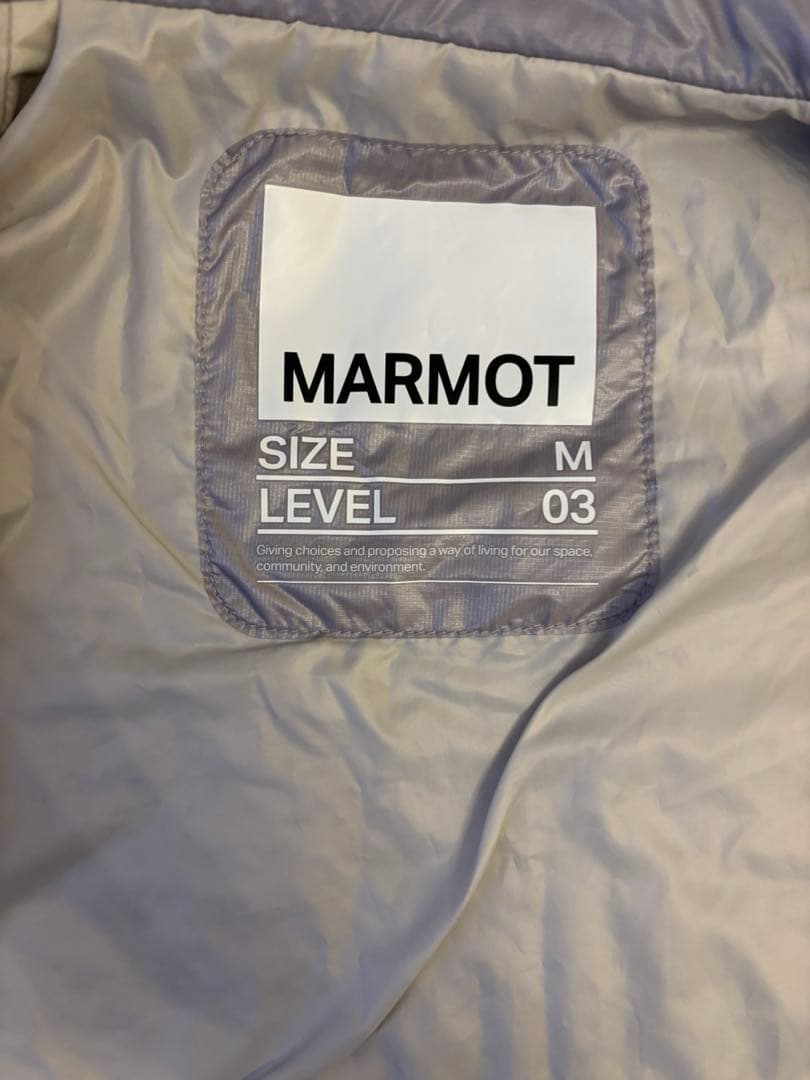 MARMOT
SIZE M
LEVEL 03
Giving choices and proposing a way of living for our space,
community, and environment.